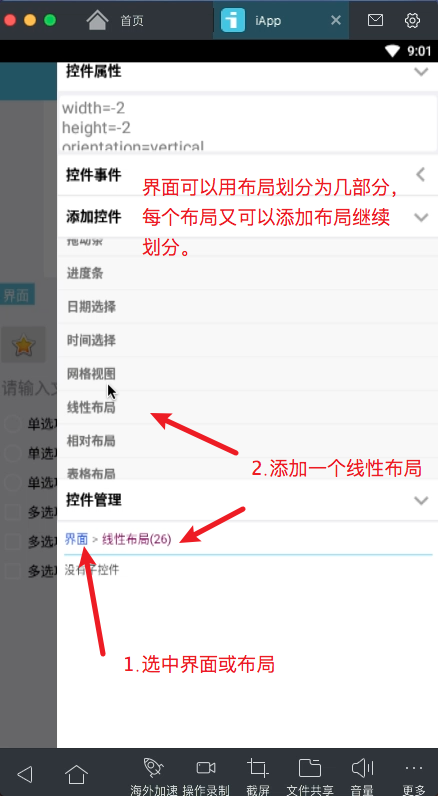 首页
iApp
9:01
控件属性
width=-2
height=-2
orientation=vertical
控件事件
界面可以用布局划分为几部分，
每个布局又可以添加布局继续
划分。
添加控件
拖动条
进度条
界面
日期选择
时间选择
网格视图
请输入文
线性布局
单选项
相对布局
单选项
2.添加一个线性布局
表格布局
单选项
控件管理
多选项
界面 > 线性布局(26)
多选项
没有子控件
多选项
1.选中界面或布局
海外加速 操作录制 截屏 文件共享 音量 更多